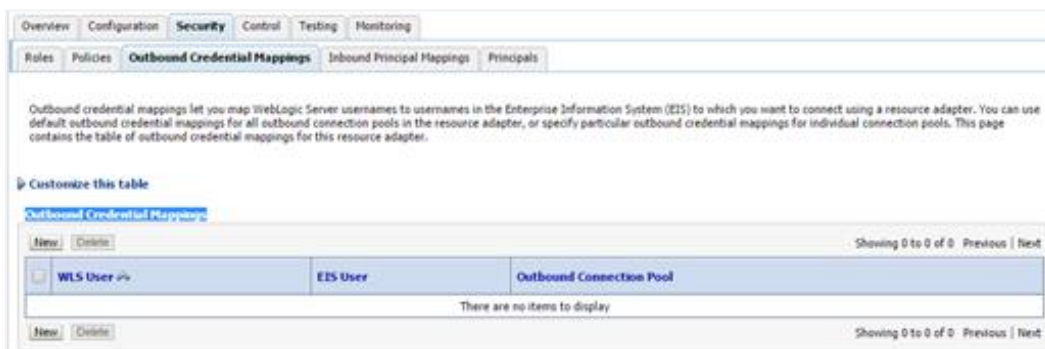 Overview Configuration Security Control Testing Monitoring
Roles Policies Outbound Credential Mappings Inbound Principal Mappings Principals
Outbound credential mappings let you map WebLogic Server usernames to usernames in the Enterprise Information System (EIS) to which you want to connect using a resource adapter. You can use
default outbound credential mappings for all outbound connection pools in the resource adapter, or specify particular outbound credential mappings for individual connection pools. This page
contains the table of outbound credential mappings for this resource adapter.
Customize this table
Outbound Credential Mappings
New Delete Showing 0 to 0 of 0 Previous | Next
WLS User EIS User Outbound Connection Pool
There are no items to display
New Delete Showing 0 to 0 of 0 Previous | Next